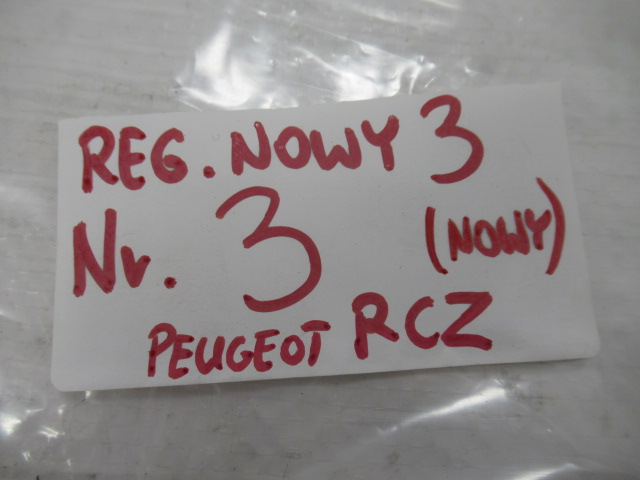 REG. NOWY 3
Nr. 3 (NOWY)
PEUGEOT RCZ